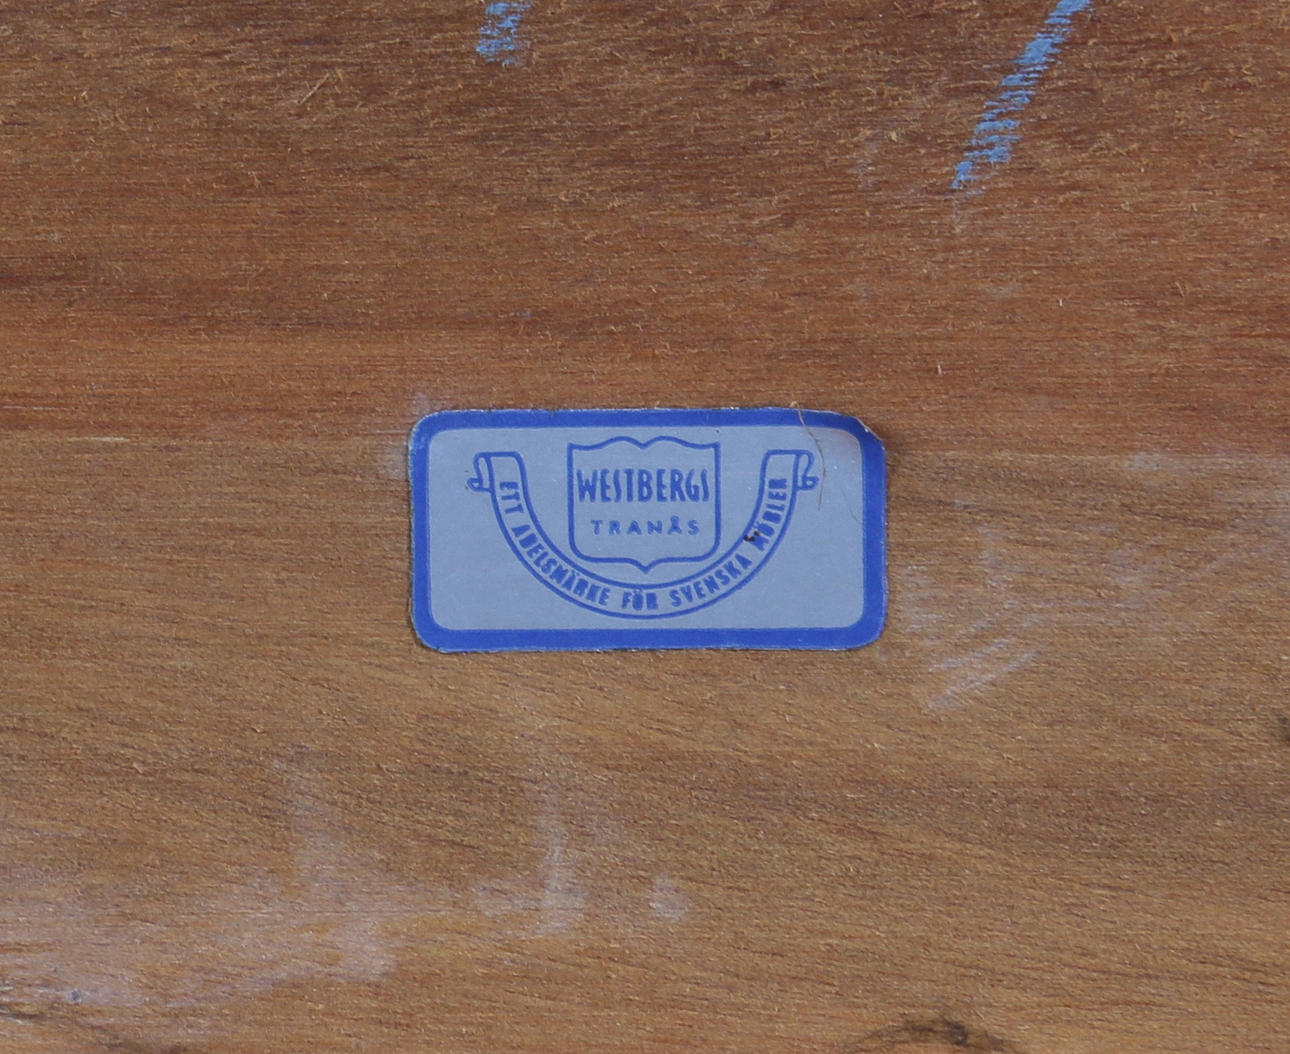 WESTBERGS
TRANÅS
ETT ADELSMÄRKE FÖR SVENSKA MÖBLER